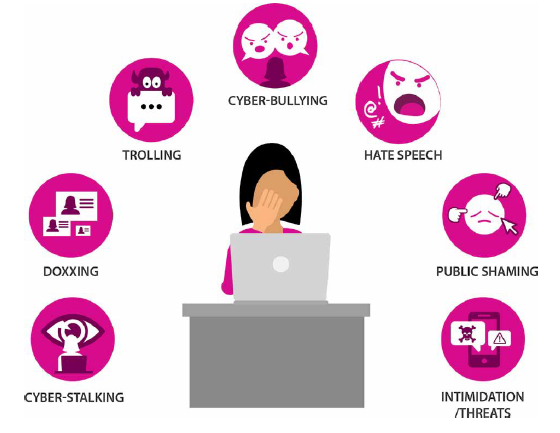 CYBER-BULLYING
TROLLING
HATE SPEECH
DOXXING
PUBLIC SHAMING
CYBER-STALKING
INTIMIDATION
/THREATS